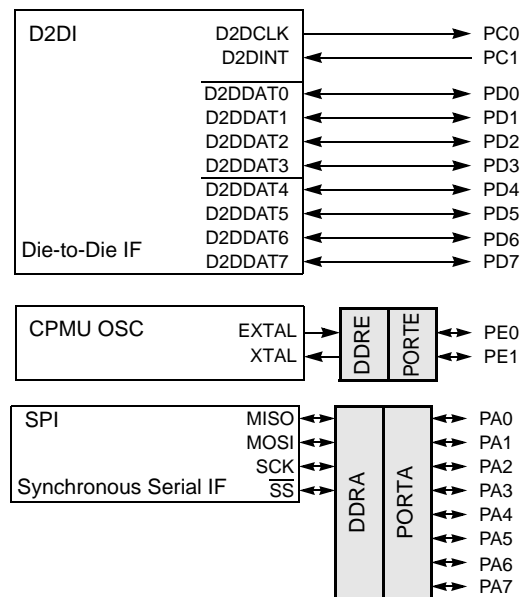 D2DI D2DCLK PC0
D2DINT PC1
D2DDAT0 PD0
D2DDAT1 PD1
D2DDAT2 PD2
D2DDAT3 PD3
D2DDAT4 PD4
D2DDAT5 PD5
D2DDAT6 PD6
Die-to-Die IF D2DDAT7 PD7
CPMU OSC EXTAL DDRE PORTE PE0
XTAL PE1
SPI MISO PA0
MOSI PA1
SCK PA2
Synchronous Serial IF SS DDRA PORTA PA3
PA4
PA5
PA6
PA7